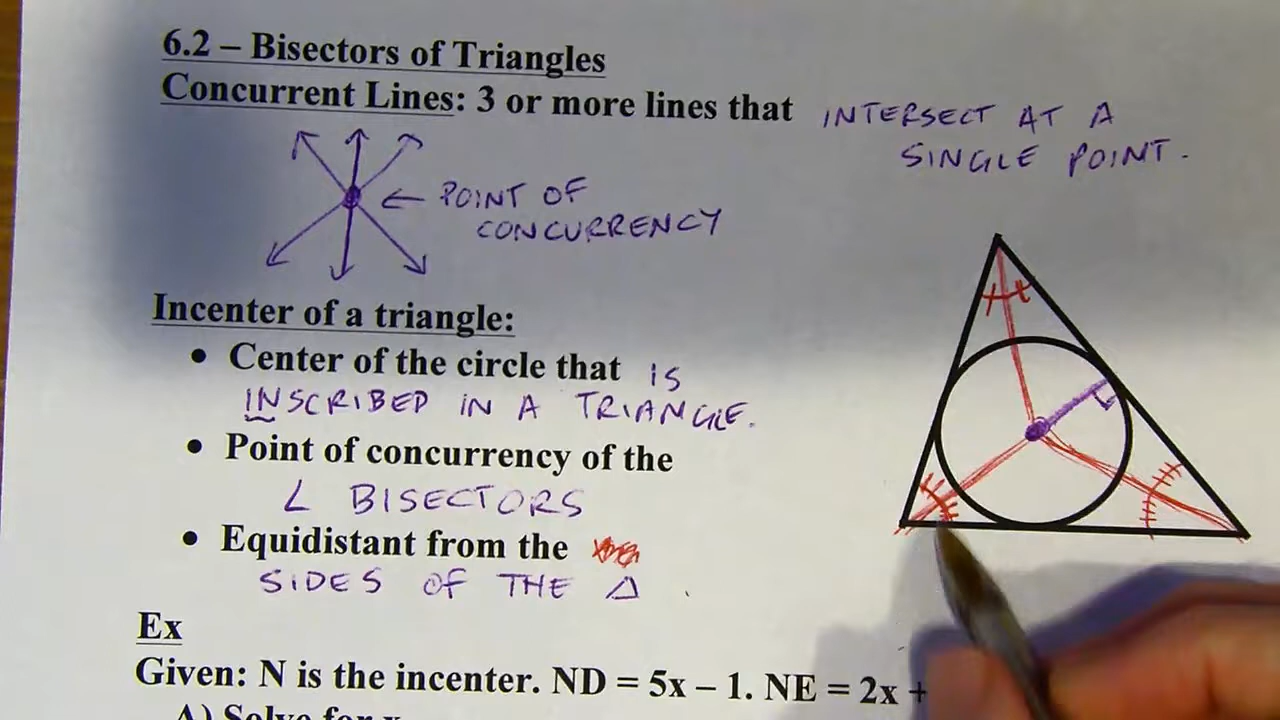 6.2 – Bisectors of Triangles
Concurrent Lines: 3 or more lines that INTERSECT AT A
SINGLE POINT.
← POINT OF
CONCURRENCY
Incenter of a triangle:
• Center of the circle that IS
INSCRIBED IN A TRIANGLE.
• Point of concurrency of the
∠ BISECTORS
• Equidistant from the
SIDES OF THE △
Ex
Given: N is the incenter. ND = 5x – 1. NE = 2x +
A) Solve for x